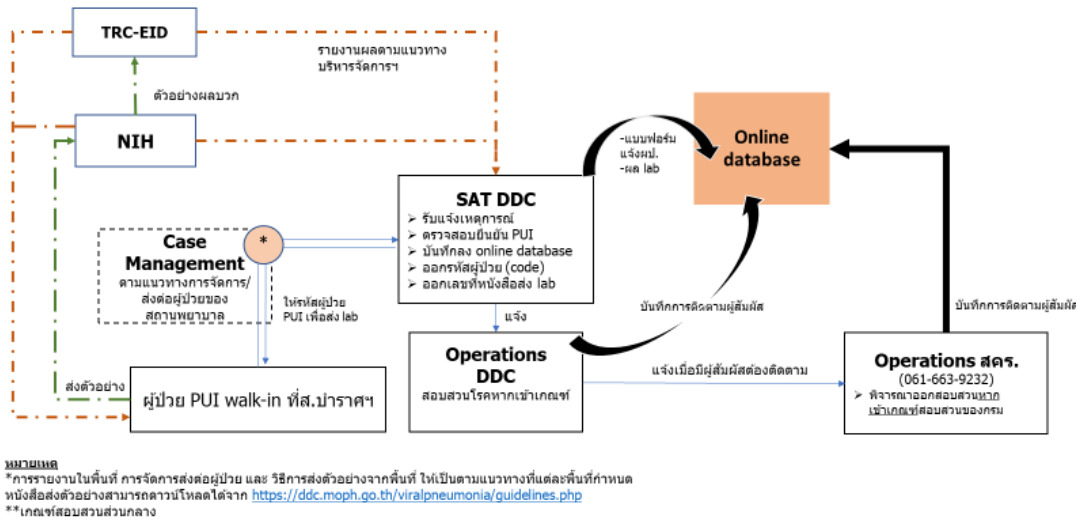 TRC-EID
รายงานผลตามแนวทาง
บริหารจัดการฯ
ตัวอย่างผลบวก
NIH
-แบบฟอร์ม
แจ้งผป.
-ผล lab
Online
database
SAT DDC
➢ รับแจ้งเหตุการณ์
➢ ตรวจสอบยืนยัน PUI
➢ บันทึกลง online database
➢ ออกรหัสผู้ป่วย (code)
➢ ออกเลขที่หนังสือส่ง lab
*
Case
Management
ตามแนวทางการจัดการ/
ส่งต่อผู้ป่วยของ
สถานพยาบาล
ให้รหัสผู้ป่วย
PUI เพื่อส่ง lab
แจ้ง
บันทึกการติดตามผู้สัมผัส
บันทึกการติดตามผู้สัมผัส
Operations
DDC
สอบสวนโรคหากเข้าเกณฑ์
แจ้งเมื่อมีผู้สัมผัสต้องติดตาม
Operations สคร.
(061-663-9232)
➢ พิจารณาออกสอบสวนหาก
เข้าเกณฑ์สอบสวนของกรม
ส่งตัวอย่าง
ผู้ป่วย PUI walk-in ที่ส.บำราศฯ
หมายเหตุ
*การรายงานในพื้นที่ การจัดการส่งต่อผู้ป่วย และ วิธีการส่งตัวอย่างจากพื้นที่ ให้เป็นตามแนวทางที่แต่ละพื้นที่กำหนด
หนังสือส่งตัวอย่างสามารถดาวน์โหลดได้จาก https://ddc.moph.go.th/viralpneumonia/guidelines.php
**เกณฑ์สอบสวนส่วนกลาง